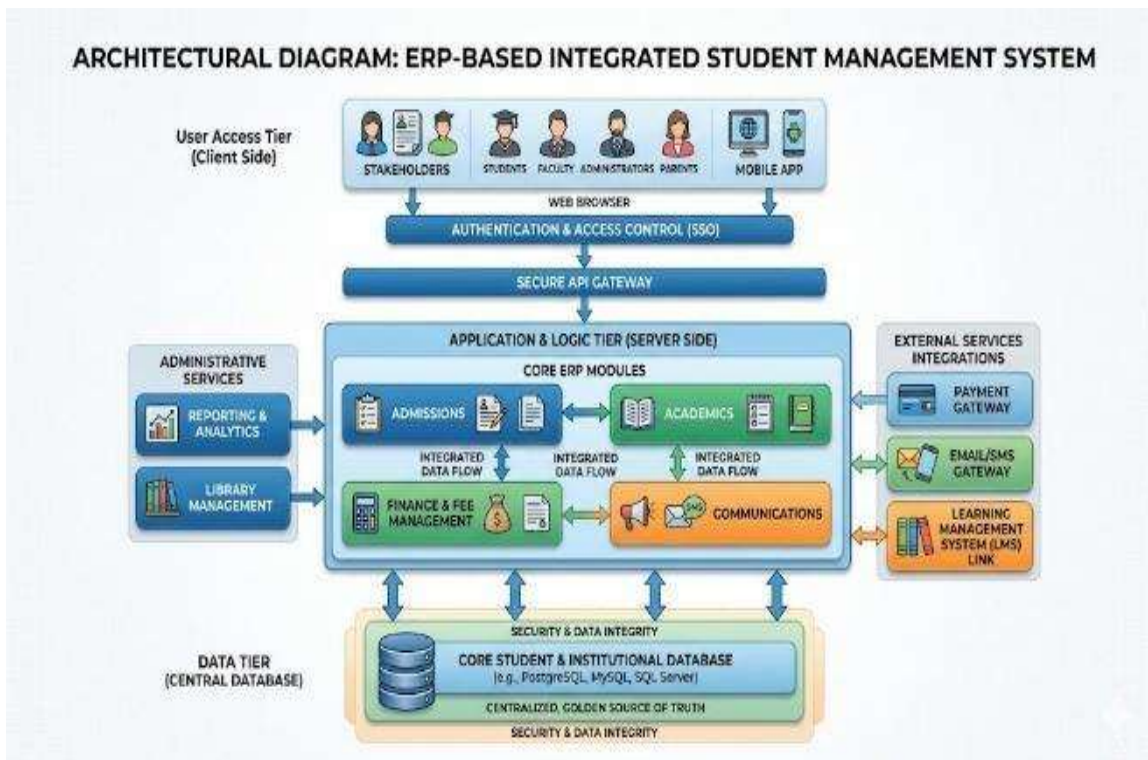 ARCHITECTURAL DIAGRAM: ERP-BASED INTEGRATED STUDENT MANAGEMENT SYSTEM
User Access Tier
(Client Side)
STAKEHOLDERS
STUDENTS
FACULTY
ADMINISTRATORS
PARENTS
MOBILE APP
WEB BROWSER
AUTHENTICATION & ACCESS CONTROL (SSO)
SECURE API GATEWAY
APPLICATION & LOGIC TIER (SERVER SIDE)
CORE ERP MODULES
ADMINISTRATIVE
SERVICES
REPORTING &
ANALYTICS
LIBRARY
MANAGEMENT
ADMISSIONS
ACADEMICS
INTEGRATED
DATA FLOW
INTEGRATED
DATA FLOW
INTEGRATED
DATA FLOW
FINANCE & FEE
MANAGEMENT
SMS
COMMUNICATIONS
EXTERNAL SERVICES
INTEGRATIONS
PAYMENT
GATEWAY
EMAIL/SMS
GATEWAY
LEARNING
MANAGEMENT
SYSTEM (LMS)
LINK
DATA TIER
(CENTRAL DATABASE)
SECURITY & DATA INTEGRITY
CORE STUDENT & INSTITUTIONAL DATABASE
(e.g., PostgreSQL, MySQL, SQL Server)
CENTRALIZED, GOLDEN SOURCE OF TRUTH
SECURITY & DATA INTEGRITY